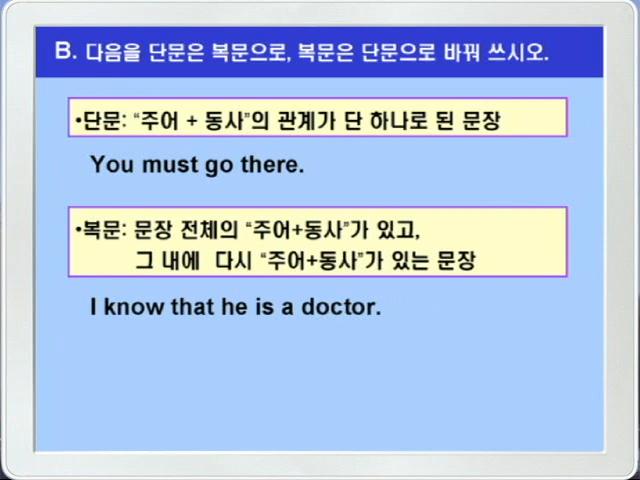 B. 다음을 단문은 복문으로, 복문은 단문으로 바꿔 쓰시오.
•단문: “주어 + 동사”의 관계가 단 하나로 된 문장
You must go there.
•복문: 문장 전체의 “주어+동사”가 있고,
그 내에 다시 “주어+동사”가 있는 문장
I know that he is a doctor.